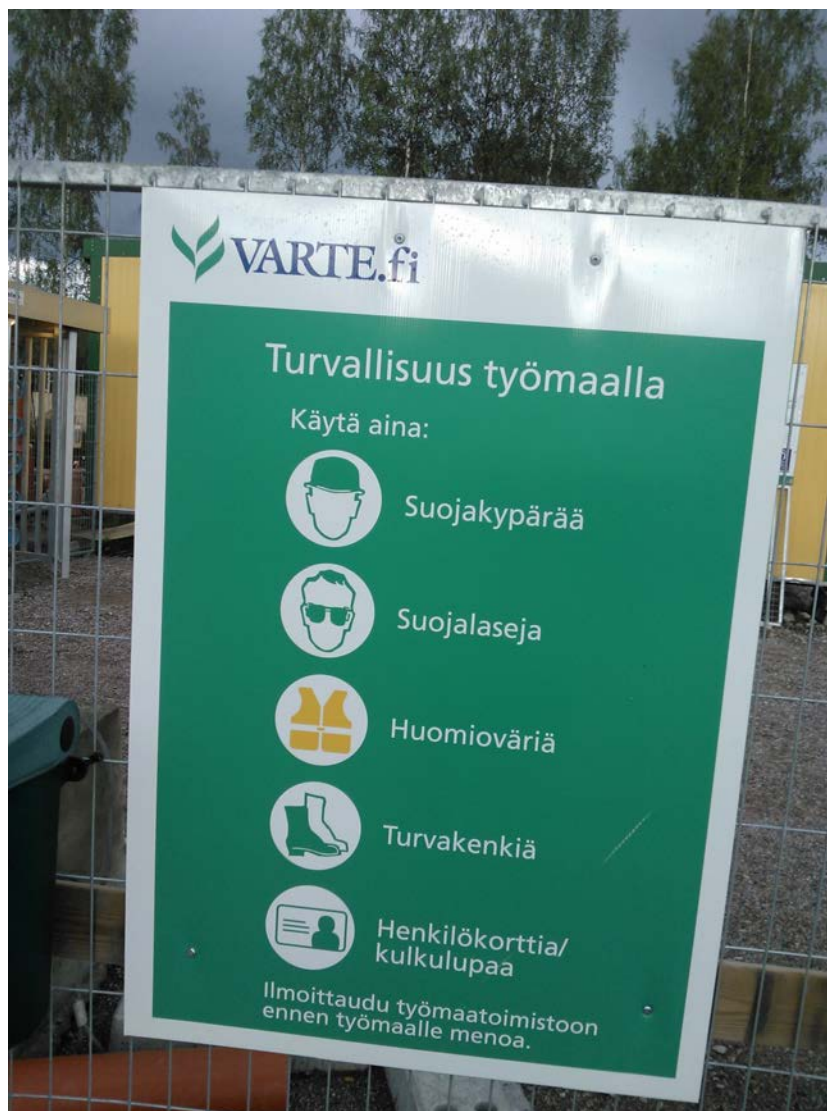 VARTE.fi
Turvallisuus työmaalla
Käytä aina:
Suojakypärää
Suojalaseja
Huomioväriä
Turvakenkiä
Henkilökorttia/
kulkulupaa
Ilmoittaudu työmaatoimistoon
ennen työmaalle menoa.